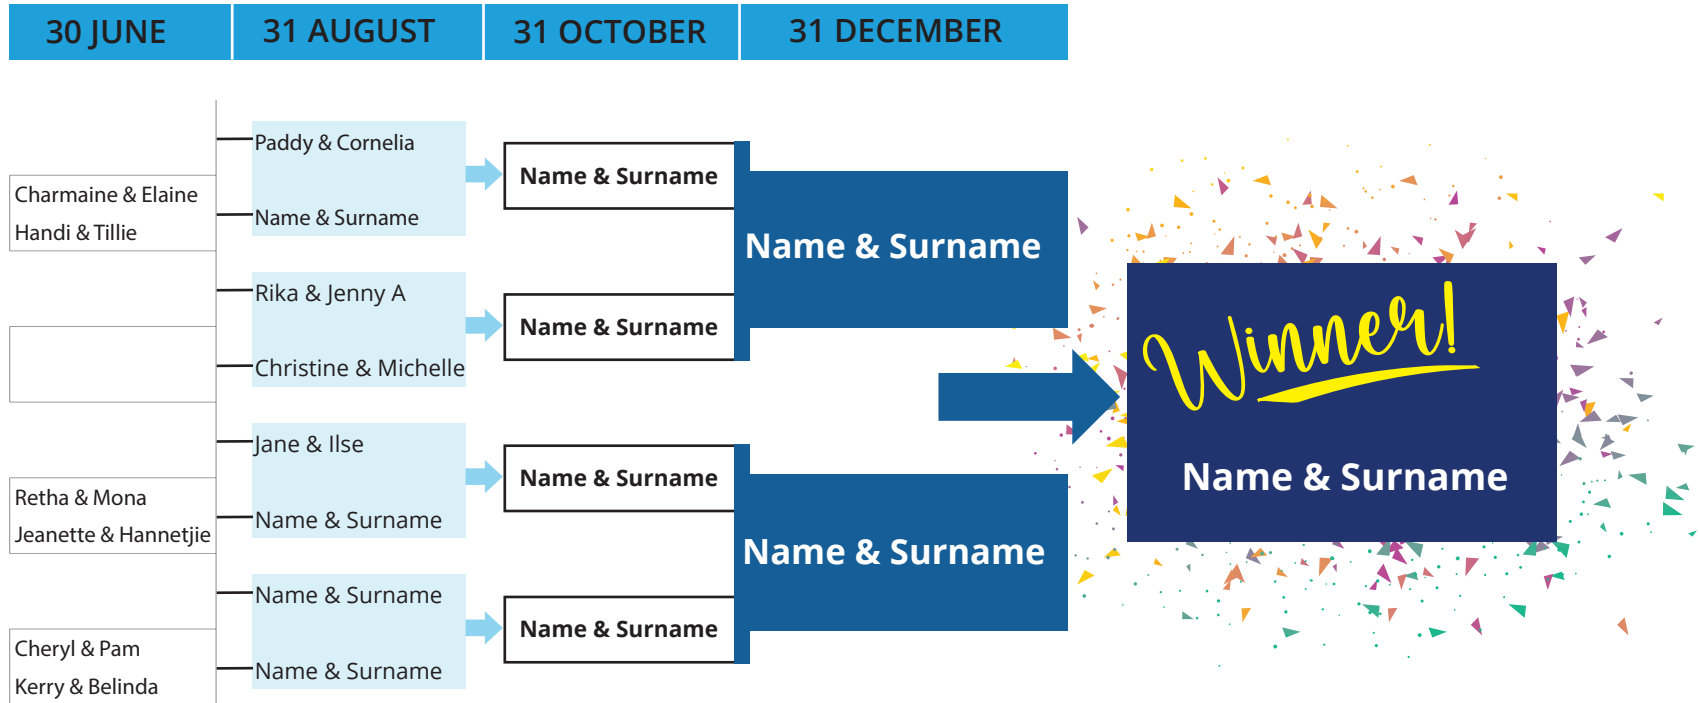 30 JUNE
31 AUGUST
31 OCTOBER
31 DECEMBER
Charmaine & Elaine
Handi & Tillie
Retha & Mona
Jeanette & Hannetjie
Cheryl & Pam
Kerry & Belinda
Paddy & Cornelia
Name & Surname
Rika & Jenny A
Christine & Michelle
Jane & Ilse
Name & Surname
Name & Surname
Name & Surname
Name & Surname
Name & Surname
Name & Surname
Name & Surname
Name & Surname
Name & Surname
Winner!
Name & Surname